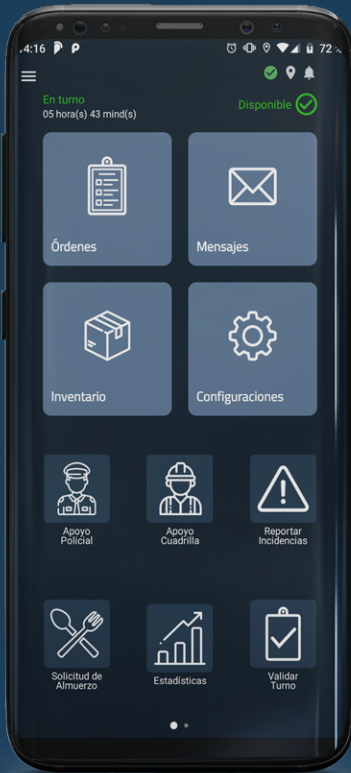 4:16 72
En turno
05 hora(s) 43 mind(s)
Disponible
Órdenes
Mensajes
Inventario
Configuraciones
Apoyo
Policial
Apoyo
Cuadrilla
Reportar
Incidencias
Solicitud de
Almuerzo
Estadísticas
Validar
Turno